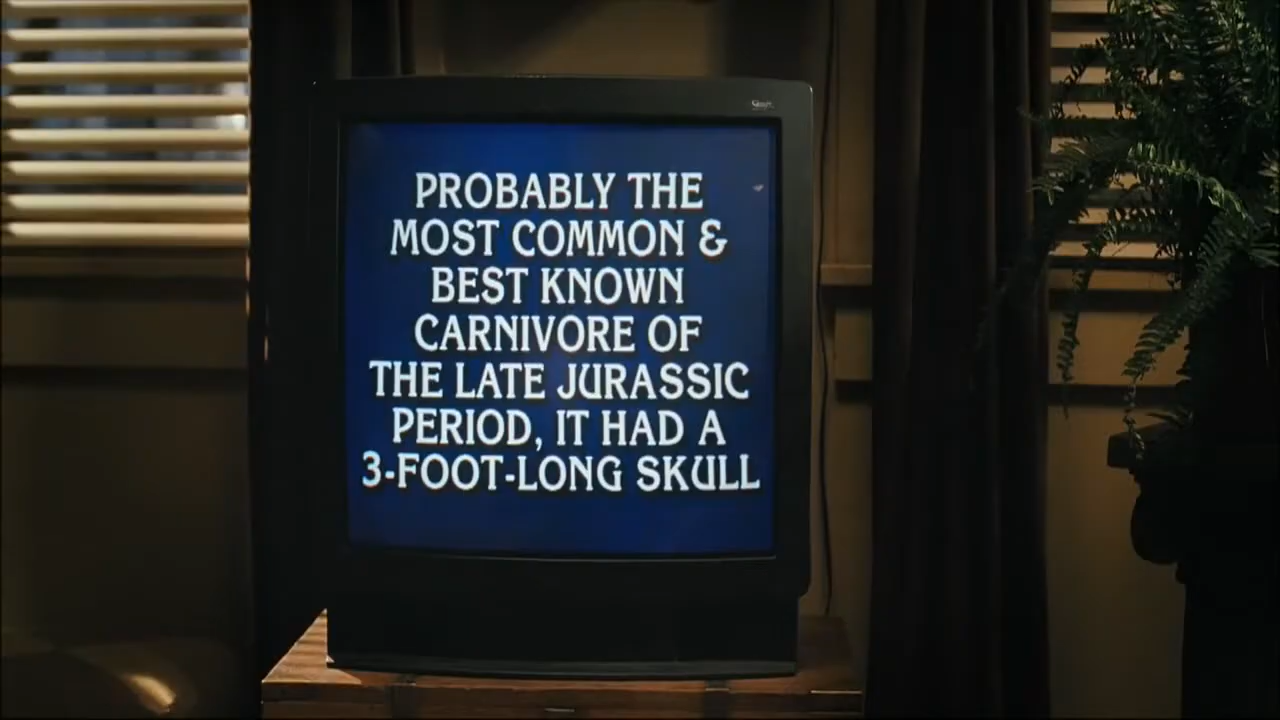 PROBABLY THE
MOST COMMON &
BEST KNOWN
CARNIVORE OF
THE LATE JURASSIC
PERIOD, IT HAD A
3-FOOT-LONG SKULL